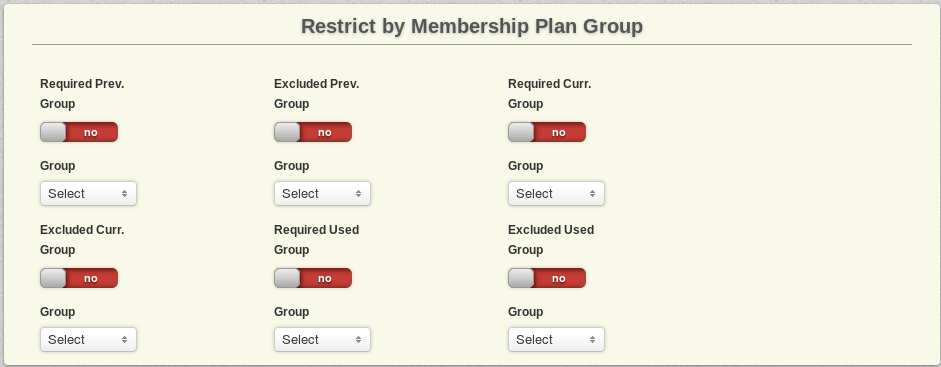 Restrict by Membership Plan Group
Required Prev. Group
Excluded Prev. Group
Required Curr. Group
no
no
no
Group
Group
Group
Select
Select
Select
Excluded Curr. Group
Required Used Group
Excluded Used Group
no
no
no
Group
Group
Group
Select
Select
Select